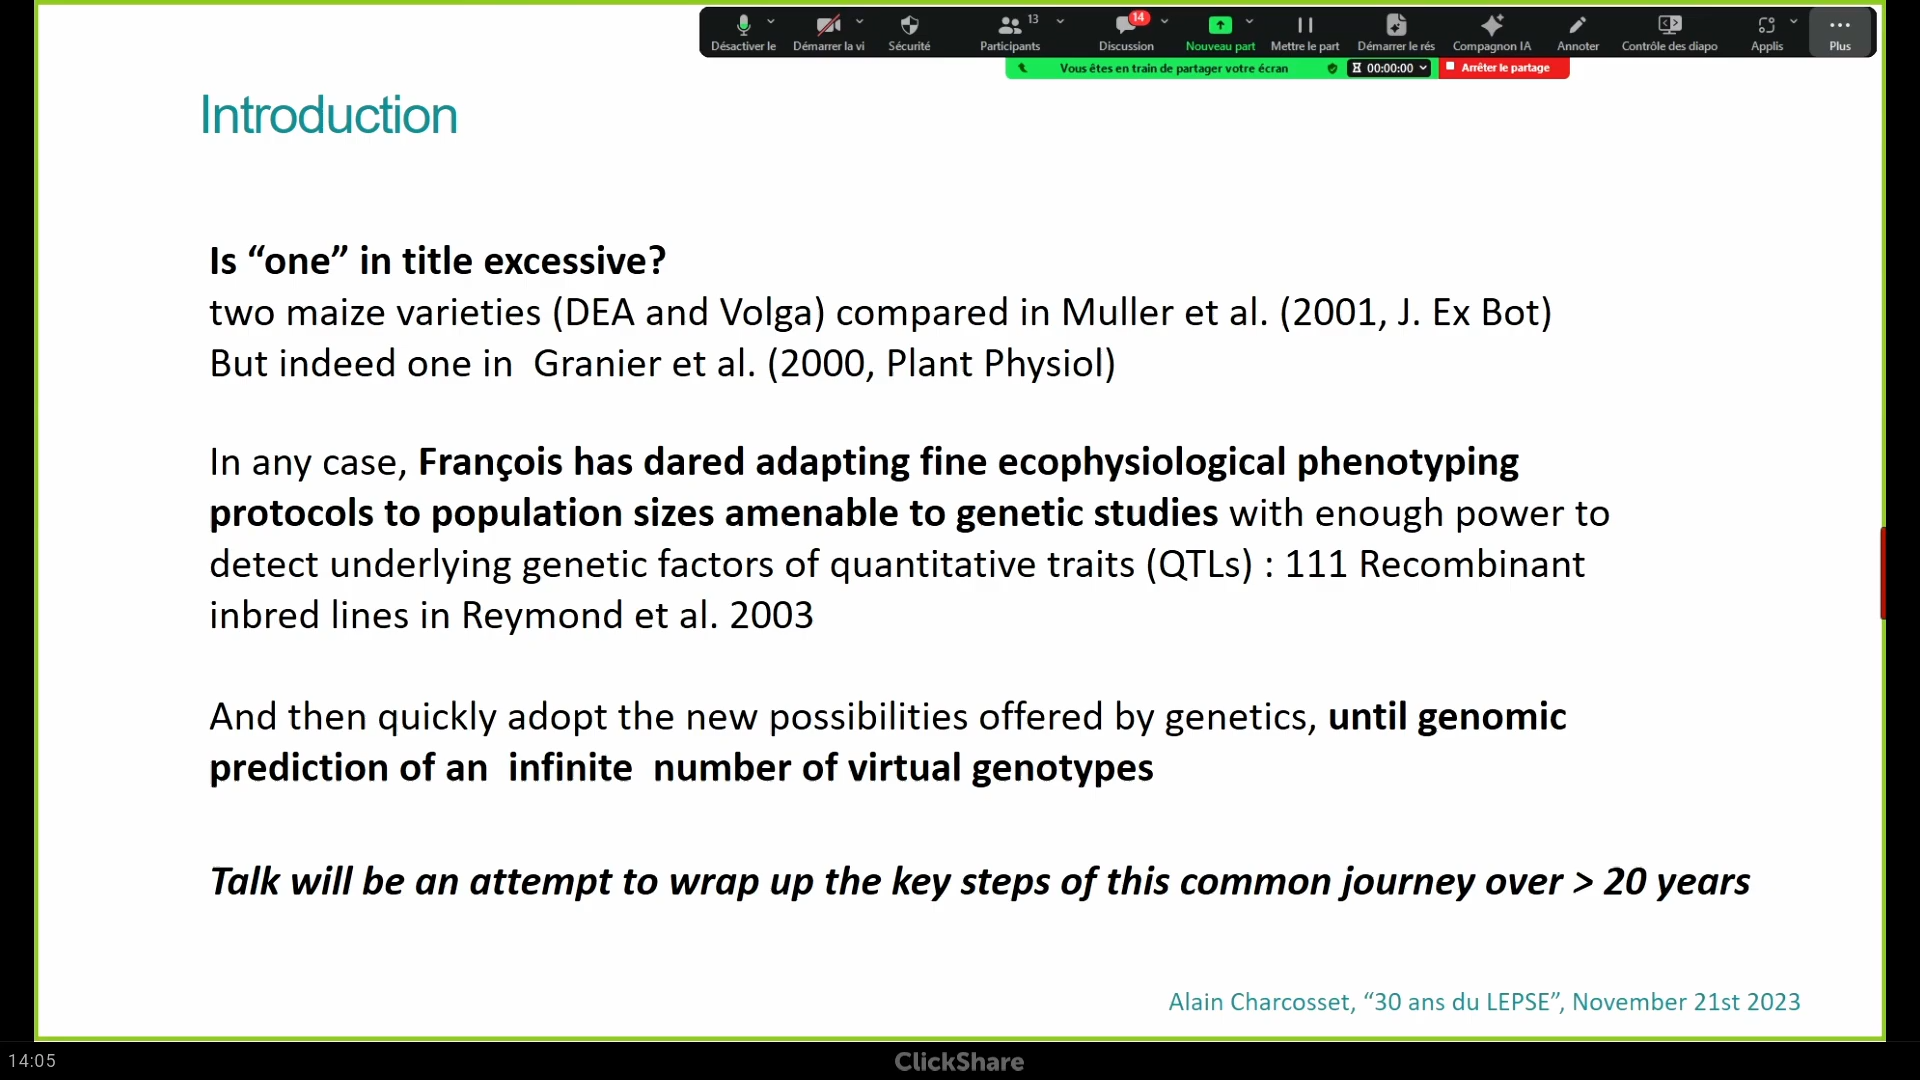 Désactiver le
Démarrer la vi
Sécurité
Participants
13
Discussion
14
Nouveau part
Mettre le part
Démarrer le rés
Compagnon IA
Annoter
Contrôle des diapo
Applis
Plus
Vous êtes en train de partager votre écran
00:00:00
Arrêter le partage
Introduction
Is “one” in title excessive?
two maize varieties (DEA and Volga) compared in Muller et al. (2001, J. Ex Bot)
But indeed one in Granier et al. (2000, Plant Physiol)
In any case, François has dared adapting fine ecophysiological phenotyping
protocols to population sizes amenable to genetic studies with enough power to
detect underlying genetic factors of quantitative traits (QTLs) : 111 Recombinant
inbred lines in Reymond et al. 2003
And then quickly adopt the new possibilities offered by genetics, until genomic
prediction of an infinite number of virtual genotypes
Talk will be an attempt to wrap up the key steps of this common journey over > 20 years
Alain Charcosset, “30 ans du LEPSE”, November 21st 2023
14:05
ClickShare